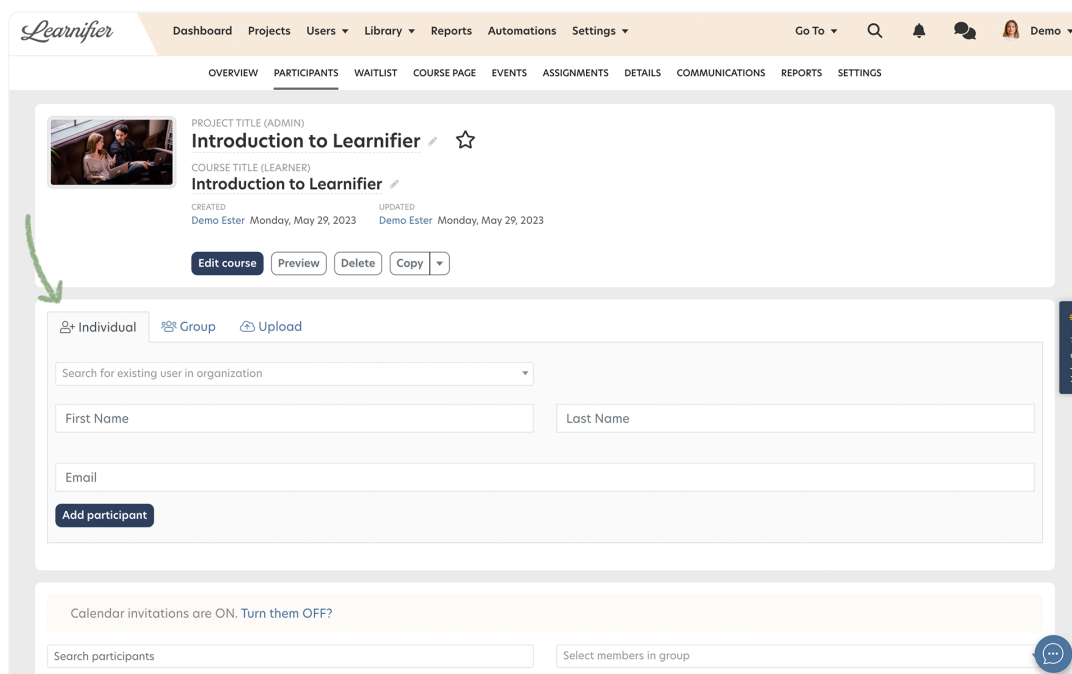 Learnifier
Dashboard Projects Users Library Reports Automations Settings Go To Demo
OVERVIEW PARTICIPANTS WAITLIST COURSE PAGE EVENTS ASSIGNMENTS DETAILS COMMUNICATIONS REPORTS SETTINGS
PROJECT TITLE (ADMIN)
Introduction to Learnifier
COURSE TITLE (LEARNER)
Introduction to Learnifier
CREATED UPDATED
Demo Ester Monday, May 29, 2023 Demo Ester Monday, May 29, 2023
Edit course Preview Delete Copy
Individual Group Upload
Search for existing user in organization
First Name Last Name
Email
Add participant
Calendar invitations are ON. Turn them OFF?
Search participants Select members in group